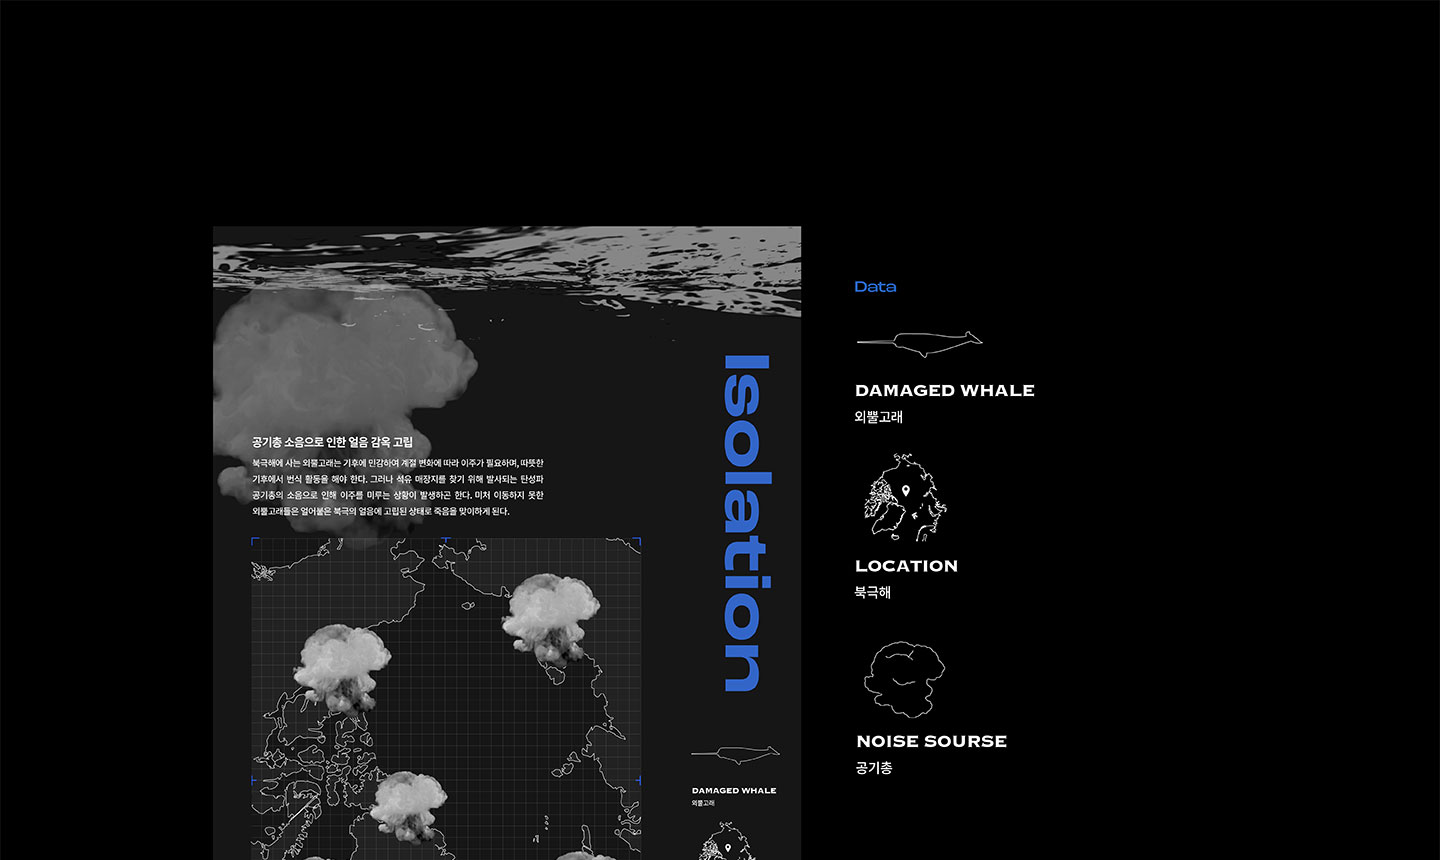 공기총 소음으로 인한 얼음 감옥 고립
북극해에 사는 외뿔고래는 기후에 민감하여 계절 변화에 따라 이주가 필요하며, 따뜻한
기후에서 번식 활동을 해야 한다. 그러나 석유 매장지를 찾기 위해 발사되는 탄성파
공기총의 소음으로 인해 이주를 미루는 상황이 발생하곤 한다. 미처 이동하지 못한
외뿔고래들은 얼어붙은 북극의 얼음에 고립된 상태로 죽음을 맞이하게 된다.
Isolation
DAMAGED WHALE
외뿔고래
Data
DAMAGED WHALE
외뿔고래
LOCATION
북극해
NOISE SOURSE
공기총